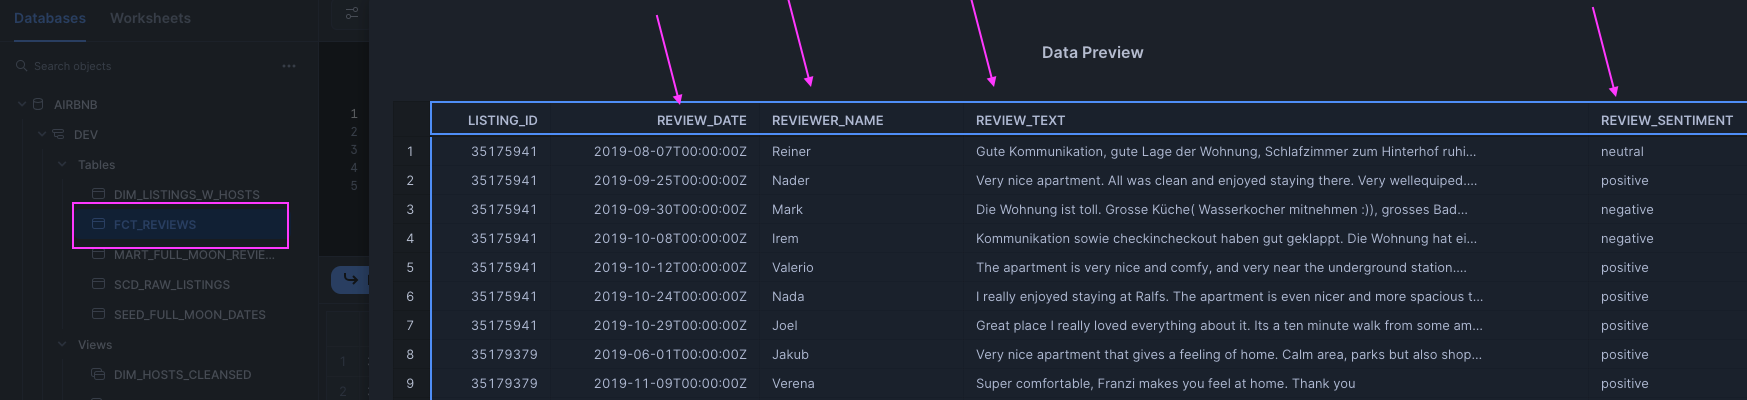 Databases Worksheets
Search objects ...
AIRBNB
DEV
Tables
DIM_LISTINGS_W_HOSTS
FCT_REVIEWS
MART_FULL_MOON_REVIE...
SCD_RAW_LISTINGS
SEED_FULL_MOON_DATES
Views
DIM_HOSTS_CLEANSED
1
2
3
4
5
1
2
Data Preview
LISTING_ID REVIEW_DATE REVIEWER_NAME REVIEW_TEXT REVIEW_SENTIMENT
1 35175941 2019-08-07T00:00:00Z Reiner Gute Kommunikation, gute Lage der Wohnung, Schlafzimmer zum Hinterhof ruhi... neutral
2 35175941 2019-09-25T00:00:00Z Nader Very nice apartment. All was clean and enjoyed staying there. Very wellequiped.... positive
3 35175941 2019-09-30T00:00:00Z Mark Die Wohnung ist toll. Grosse Küche( Wasserkocher mitnehmen :)), grosses Bad... negative
4 35175941 2019-10-08T00:00:00Z Irem Kommunikation sowie checkincheckout haben gut geklappt. Die Wohnung hat ei... negative
5 35175941 2019-10-12T00:00:00Z Valerio The apartment is very nice and comfy, and very near the underground station.... positive
6 35175941 2019-10-24T00:00:00Z Nada I really enjoyed staying at Ralfs. The apartment is even nicer and more spacious t... positive
7 35175941 2019-10-29T00:00:00Z Joel Great place I really loved everything about it. Its a ten minute walk from some am... positive
8 35179379 2019-06-01T00:00:00Z Jakub Very nice apartment that gives a feeling of home. Calm area, parks but also shop... positive
9 35179379 2019-11-09T00:00:00Z Verena Super comfortable, Franzi makes you feel at home. Thank you positive